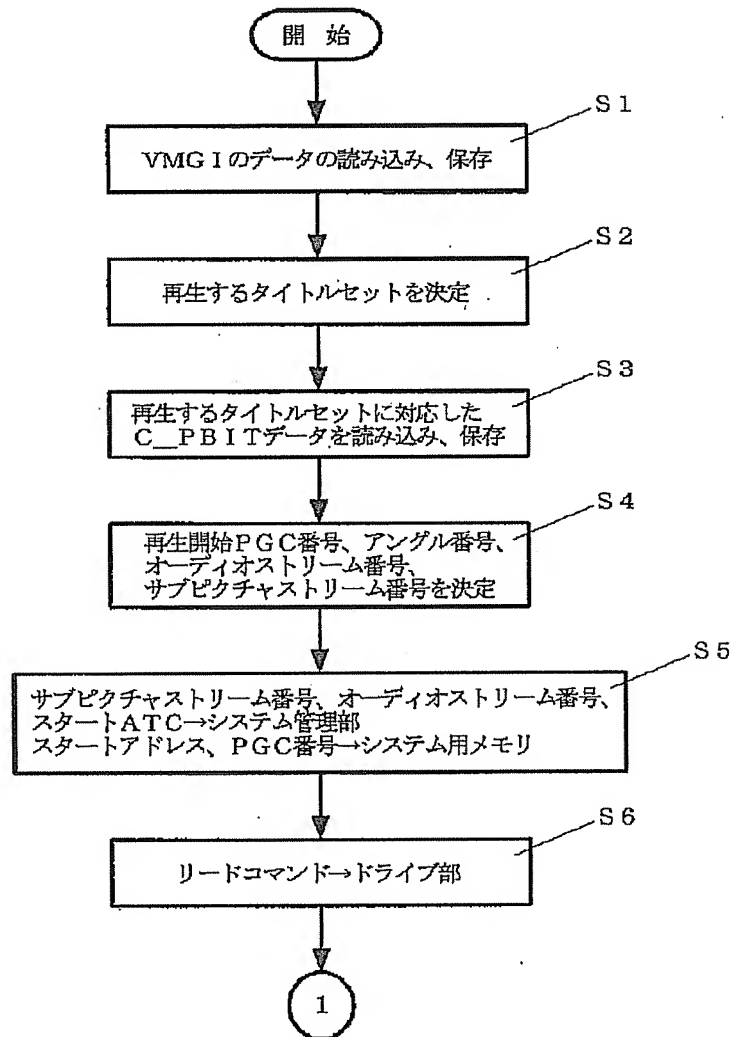 開 始
S1
VMGIのデータの読み込み、保存
S2
再生するタイトルセットを決定
S3
再生するタイトルセットに対応した
C_PBITデータを読み込み、保存
S4
再生開始PGC番号、アングル番号、
オーディオストリーム番号、
サブピクチャストリーム番号を決定
S5
サブピクチャストリーム番号、オーディオストリーム番号、
スタートATC→システム管理部
スタートアドレス、PGC番号→システム用メモリ
S6
リードコマンド→ドライブ部
1